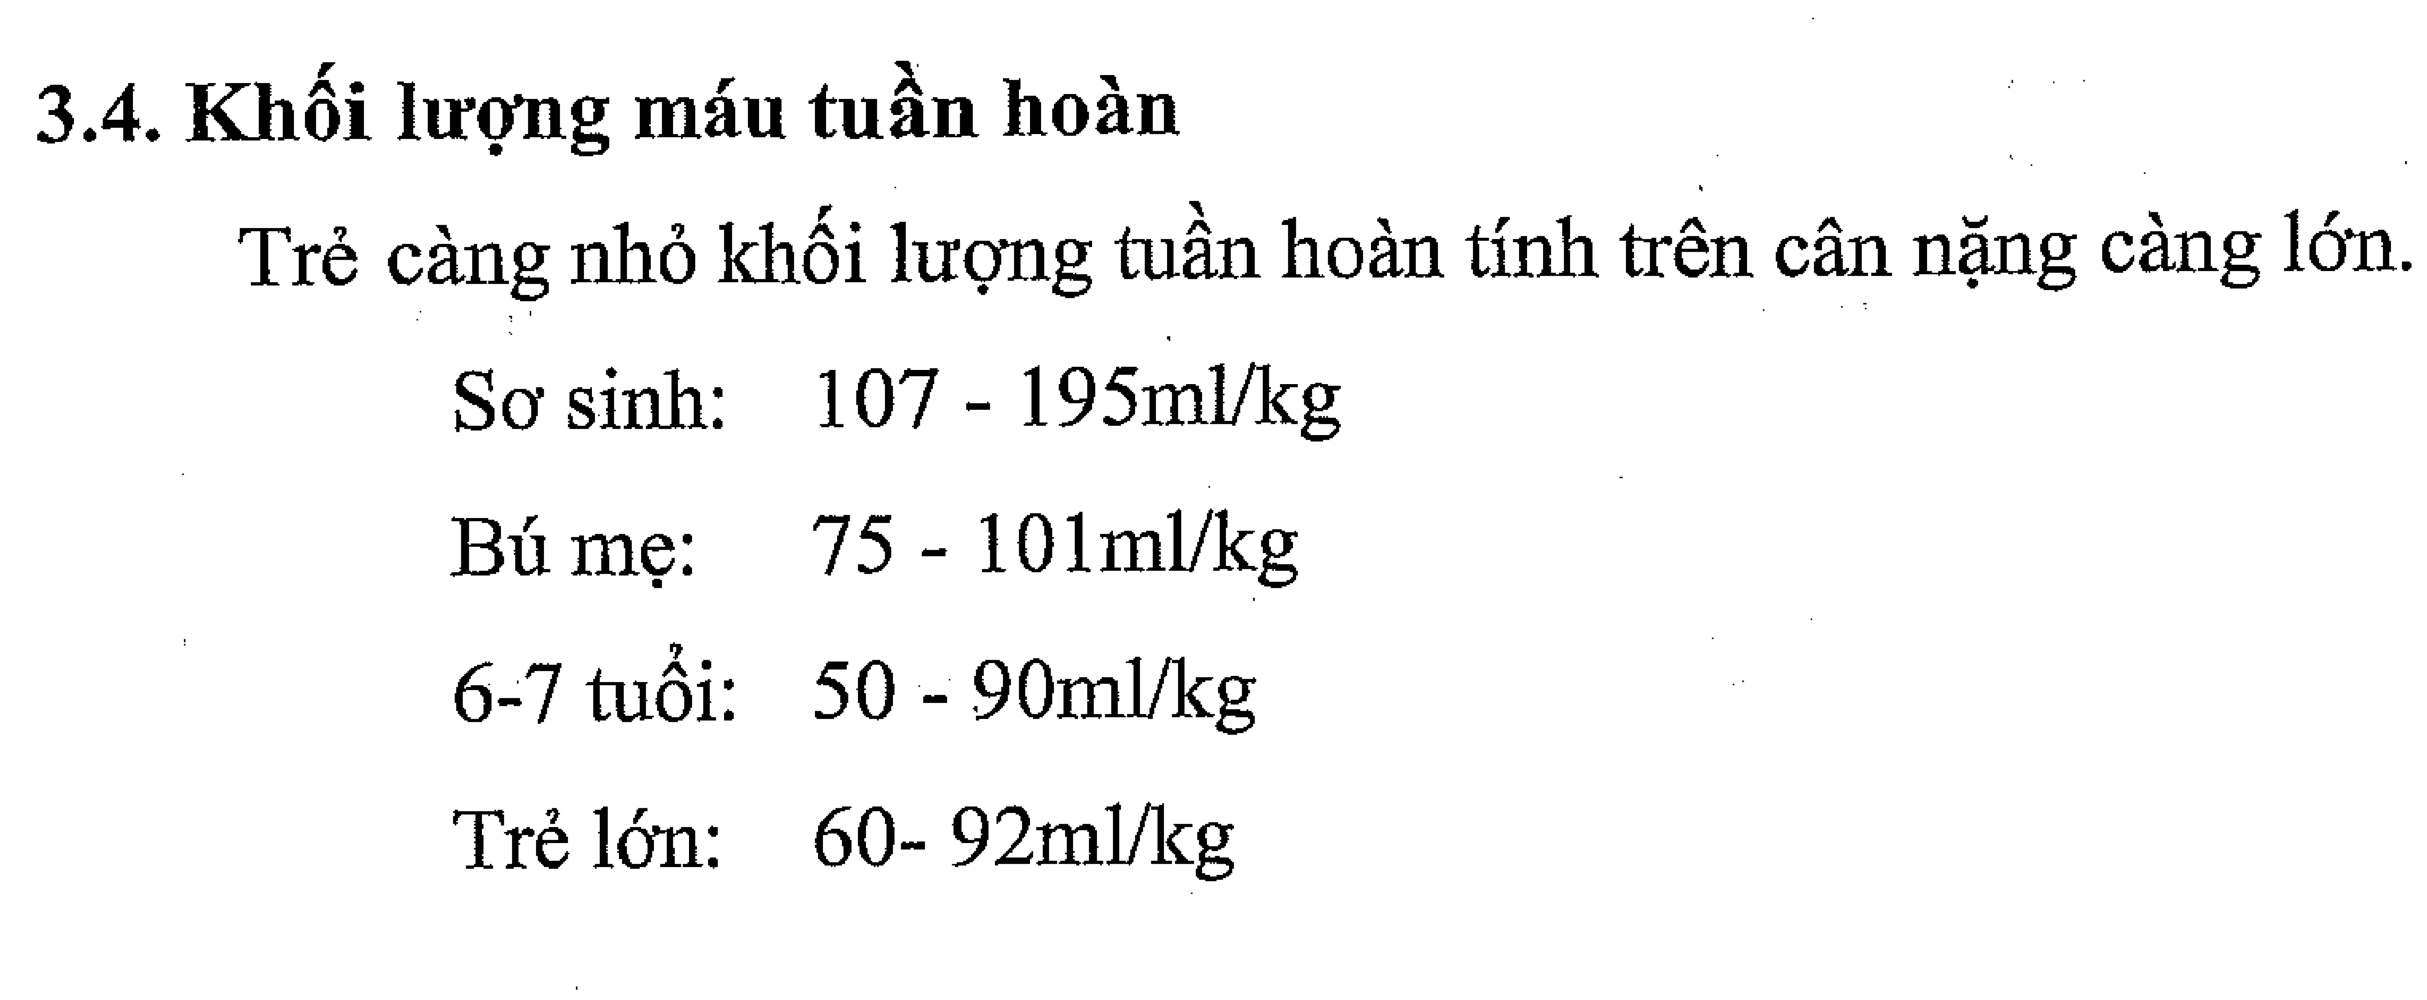 3.4. Khối lượng máu tuần hoàn
Trẻ càng nhỏ khối lượng tuần hoàn tính trên cân nặng càng lớn.
Sơ sinh: 107 - 195ml/kg
Bú mẹ: 75 - 101ml/kg
6-7 tuổi: 50 - 90ml/kg
Trẻ lớn: 60- 92ml/kg